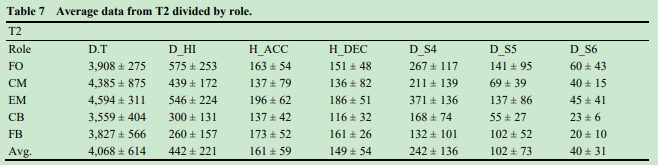 Table 7 Average data from T2 divided by role.
T2
Role D.T D_HI H_ACC H_DEC D_S4 D_S5 D_S6
FO 3,908 ± 275 575 ± 253 163 ± 54 151 ± 48 267 ± 117 141 ± 95 60 ± 43
CM 4,385 ± 875 439 ± 172 137 ± 79 136 ± 82 211 ± 139 69 ± 39 40 ± 15
EM 4,594 ± 311 546 ± 224 196 ± 62 186 ± 51 371 ± 136 137 ± 86 45 ± 41
CB 3,559 ± 404 300 ± 131 137 ± 42 116 ± 32 168 ± 74 55 ± 27 23 ± 6
FB 3,827 ± 566 260 ± 157 173 ± 52 161 ± 26 132 ± 101 102 ± 52 20 ± 10
Avg. 4,068 ± 614 442 ± 221 161 ± 59 149 ± 54 242 ± 136 102 ± 73 40 ± 31